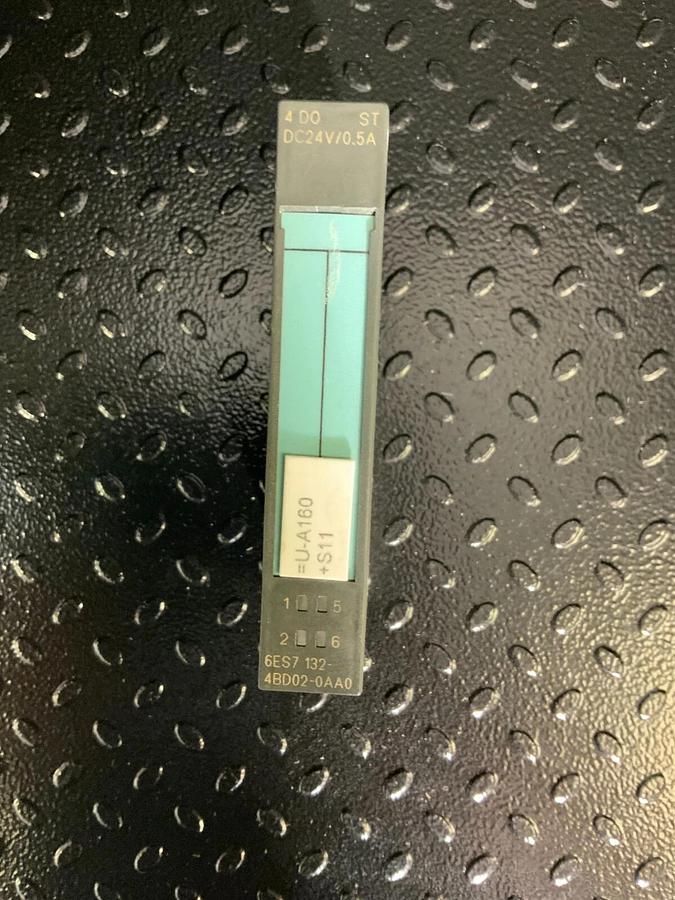 4 DO ST
DC24V/0.5A
=U-A160
+S11
1 5
2 6
6ES7 132-
4BD02-0AA0